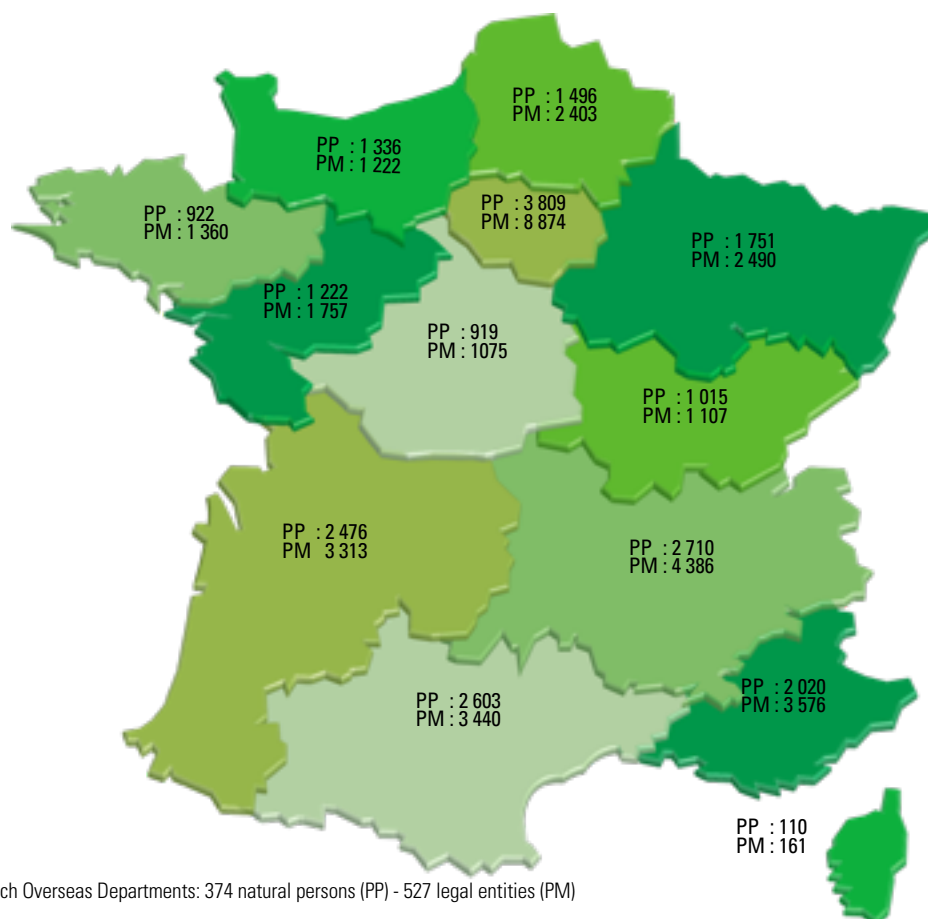 PP : 1 496
PM : 2 403
PP : 1 336
PM : 1 222
PP : 3 809
PM : 8 874
PP : 922
PM : 1 360
PP : 1 751
PM : 2 490
PP : 1 222
PM : 1 757
PP : 919
PM : 1075
PP : 1 015
PM : 1 107
PP : 2 476
PM 3 313
PP : 2 710
PM : 4 386
PP : 2 603
PM : 3 440
PP : 2 020
PM : 3 576
PP : 110
PM : 161
ch Overseas Departments: 374 natural persons (PP) - 527 legal entities (PM)